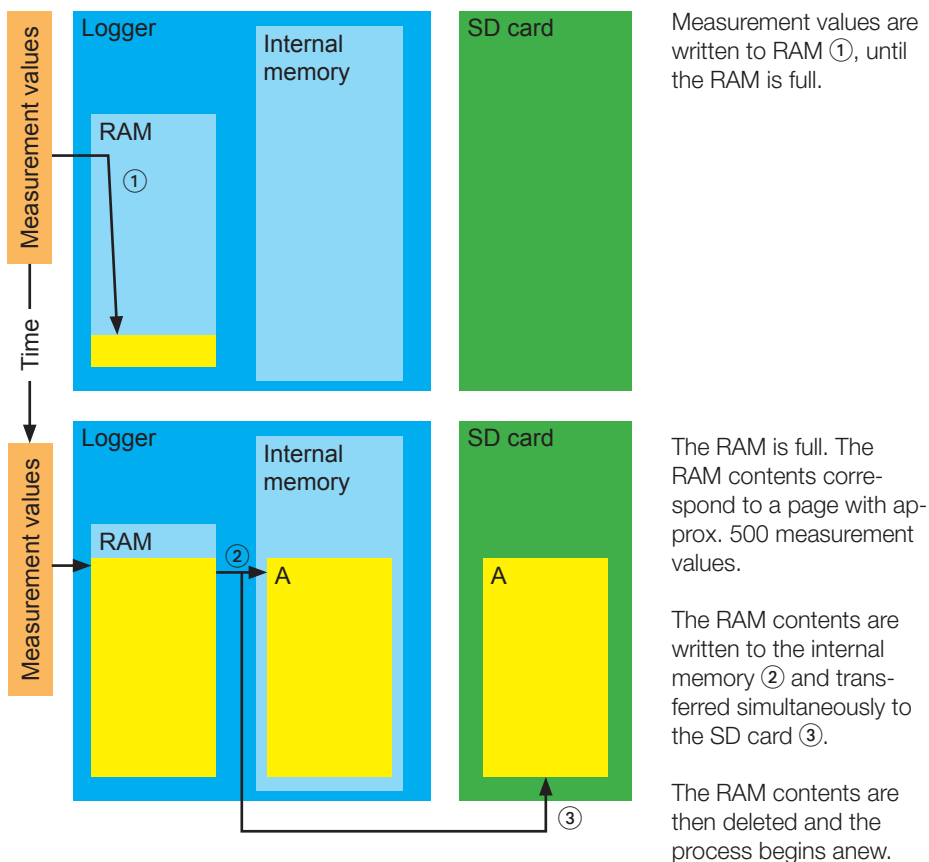 Measurement values
Logger
Internal
memory
RAM
①
SD card
Measurement values are
written to RAM ①, until
the RAM is full.
Time
Measurement values
Logger
Internal
memory
RAM
②
A
SD card
A
③
The RAM is full. The
RAM contents corre-
spond to a page with ap-
prox. 500 measurement
values.
The RAM contents are
written to the internal
memory ② and trans-
ferred simultaneously to
the SD card ③.
The RAM contents are
then deleted and the
process begins anew.